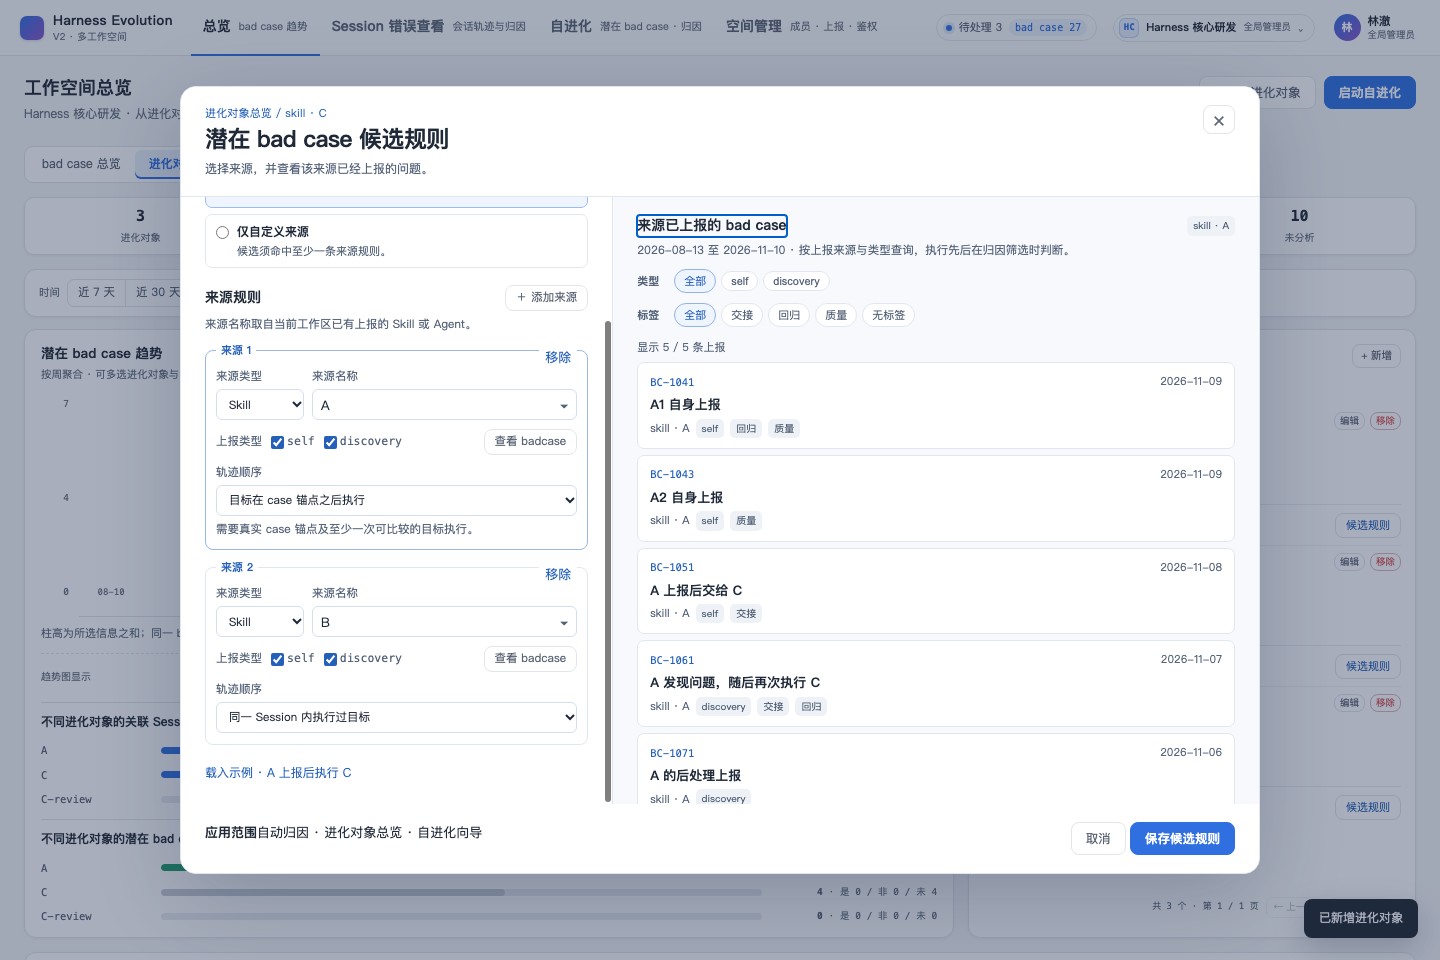 Harness Evolution
V2 · 多工作空间
总览 bad case 趋势
Session 错误查看 会话轨迹与归因
自进化 潜在 bad case · 归因
空间管理 成员 · 上报 · 鉴权
待处理 3 bad case 27
HC Harness 核心研发 全局管理员
林 林澈
全局管理员
工作空间总览
Harness 核心研发 · 从进化
进化对象
启动自进化
bad case 总览
进化对
3
进化对象
10
未分析
时间 近 7 天 近 30 天
潜在 bad case 趋势
按周聚合 · 可多选进化对象与
7
4
0
08-10
柱高为所选信息之和；同一
趋势图显示
不同进化对象的关联 Sess
A
C
C-review
不同进化对象的潜在 bad
A
C
4 · 是 0 / 非 0 / 未 4
C-review
0 · 是 0 / 非 0 / 未 0
+ 新增
编辑 移除
候选规则
编辑 移除
候选规则
编辑 移除
候选规则
共 3 个 · 第 1 / 1 页
← 上一
已新增进化对象
进化对象总览 / skill · C
潜在 bad case 候选规则
选择来源，并查看该来源已经上报的问题。
仅自定义来源
候选须命中至少一条来源规则。
来源规则
＋ 添加来源
来源名称取自当前工作区已有上报的 Skill 或 Agent。
来源 1
移除
来源类型
来源名称
Skill
A
上报类型 self discovery
查看 badcase
轨迹顺序
目标在 case 锚点之后执行
需要真实 case 锚点及至少一次可比较的目标执行。
来源 2
移除
来源类型
来源名称
Skill
B
上报类型 self discovery
查看 badcase
轨迹顺序
同一 Session 内执行过目标
载入示例 · A 上报后执行 C
来源已上报的 bad case
skill · A
2026-08-13 至 2026-11-10 · 按上报来源与类型查询，执行先后在归因筛选时判断。
类型 全部 self discovery
标签 全部 交接 回归 质量 无标签
显示 5 / 5 条上报
BC-1041
2026-11-09
A1 自身上报
skill · A self 回归 质量
BC-1043
2026-11-09
A2 自身上报
skill · A self 质量
BC-1051
2026-11-08
A 上报后交给 C
skill · A self 交接
BC-1061
2026-11-07
A 发现问题，随后再次执行 C
skill · A discovery 交接 回归
BC-1071
2026-11-06
A 的后处理上报
skill · A discovery
应用范围自动归因 · 进化对象总览 · 自进化向导
取消
保存候选规则